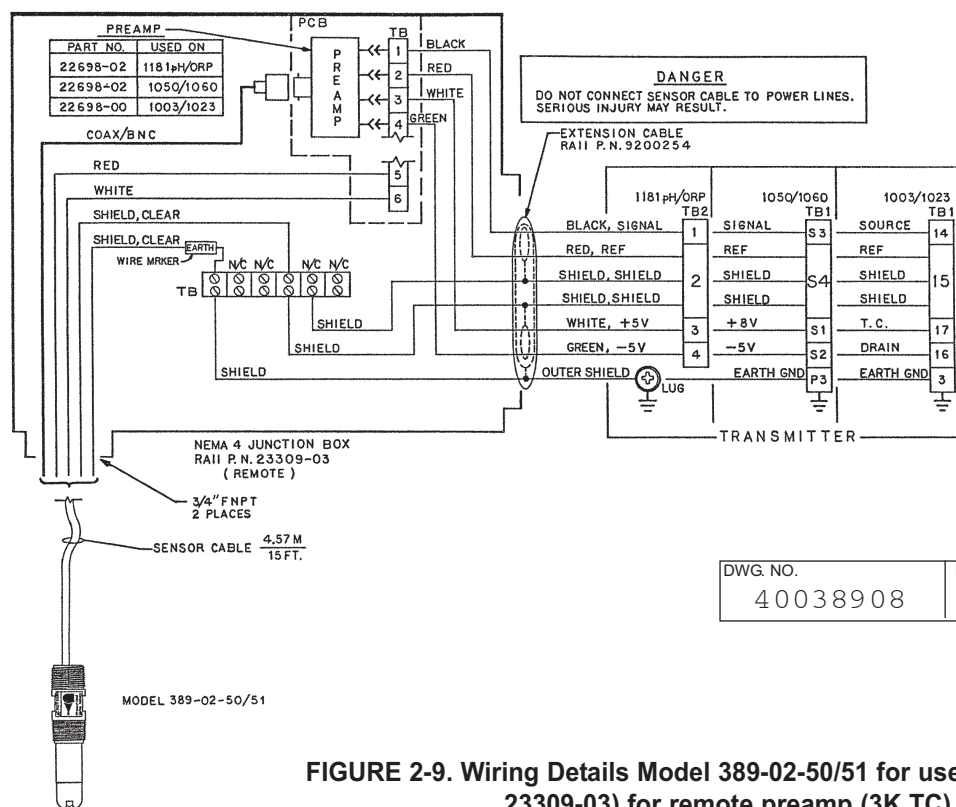 PREAMP
PART NO. USED ON
22698-02 1181pH/ORP
22698-02 1050/1060
22698-00 1003/1023
PCB
PRE AMP
TB
1 BLACK
2 RED
3 WHITE
4 GREEN
5
6
COAX/BNC
RED
WHITE
SHIELD, CLEAR
SHIELD, CLEAR
EARTH
WIRE MRKER
N/C N/C N/C N/C
TB
SHIELD
SHIELD
SHIELD
DANGER
DO NOT CONNECT SENSOR CABLE TO POWER LINES.
SERIOUS INJURY MAY RESULT.
EXTENSION CABLE
RAII P.N. 9200254
1181pH/ORP 1050/1060 1003/1023
TB2 TB1 TB1
BLACK, SIGNAL 1 SIGNAL S3 SOURCE 14
RED, REF REF REF
SHIELD, SHIELD 2 SHIELD S4 SHIELD 15
SHIELD, SHIELD SHIELD SHIELD
WHITE, +5V 3 +8V S1 T.C. 17
GREEN, -5V 4 -5V S2 DRAIN 16
OUTER SHIELD LUG EARTH GND P3 EARTH GND 3
TRANSMITTER
NEMA 4 JUNCTION BOX
RAII P.N. 23309-03
(REMOTE)
3/4" FNPT
2 PLACES
SENSOR CABLE 4.57 M
15 FT.
DWG. NO.
40038908
MODEL 389-02-50/51
FIGURE 2-9. Wiring Details Model 389-02-50/51 for use
23309-03) for remote preamp (3K TC)